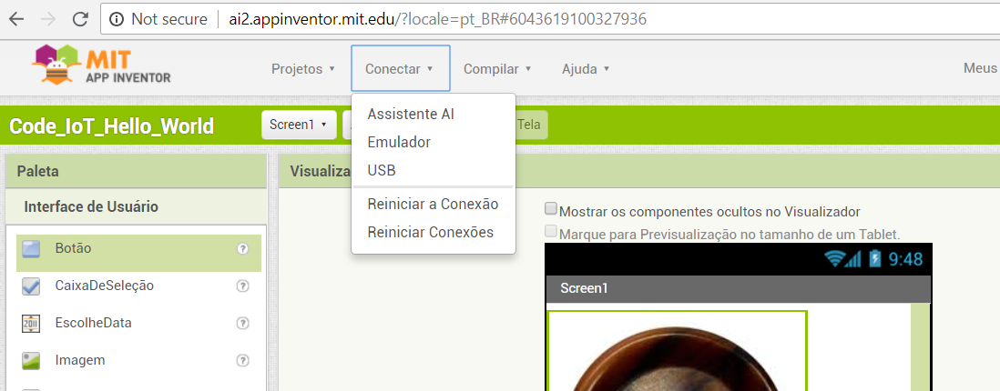 Not secure
ai2.appinventor.mit.edu/?locale=pt_BR#6043619100327936
MIT
APP INVENTOR
Projetos
Conectar
Compilar
Ajuda
Meus
Assistente AI
Emulador
USB
Reiniciar a Conexão
Reiniciar Conexões
Code_IoT_Hello_World
Screen1
Tela
Paleta
Visualiza
Interface de Usuário
Mostrar os componentes ocultos no Visualizador
Marque para Previsualização no tamanho de um Tablet.
Botão ?
CaixaDeSeleção ?
2011
EscolheData ?
Imagem ?
9:48
Screen1